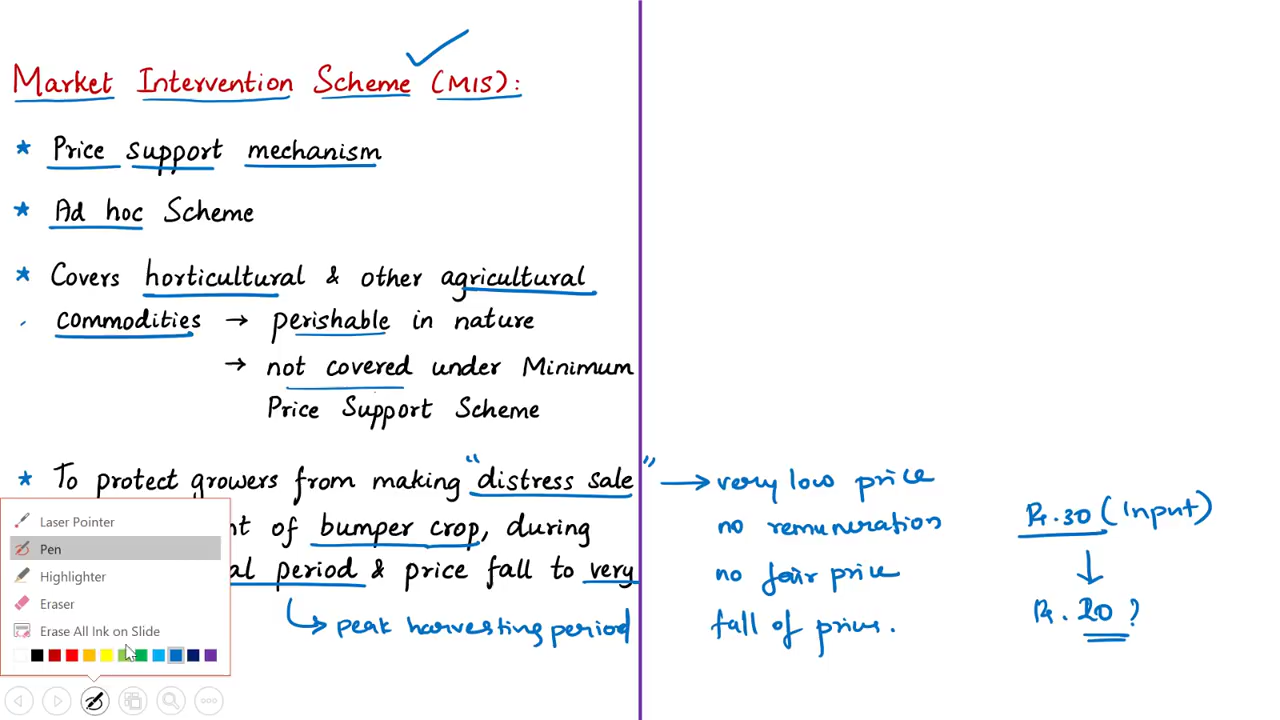 Market Intervention Scheme (MIS):
* Price support mechanism
* Ad hoc Scheme
* Covers horticultural & other agricultural
commodities → perishable in nature
→ not covered under Minimum
Price Support Scheme
* To protect growers from making "distress sale" → very low price
nt of bumper crop, during
no remuneration
al period & price fall to very
no fair price
peak harvesting period
fall of price.
Rs.30 (Input)
↓
Rs. 20 ?
Laser Pointer
Pen
Highlighter
Eraser
Erase All Ink on Slide